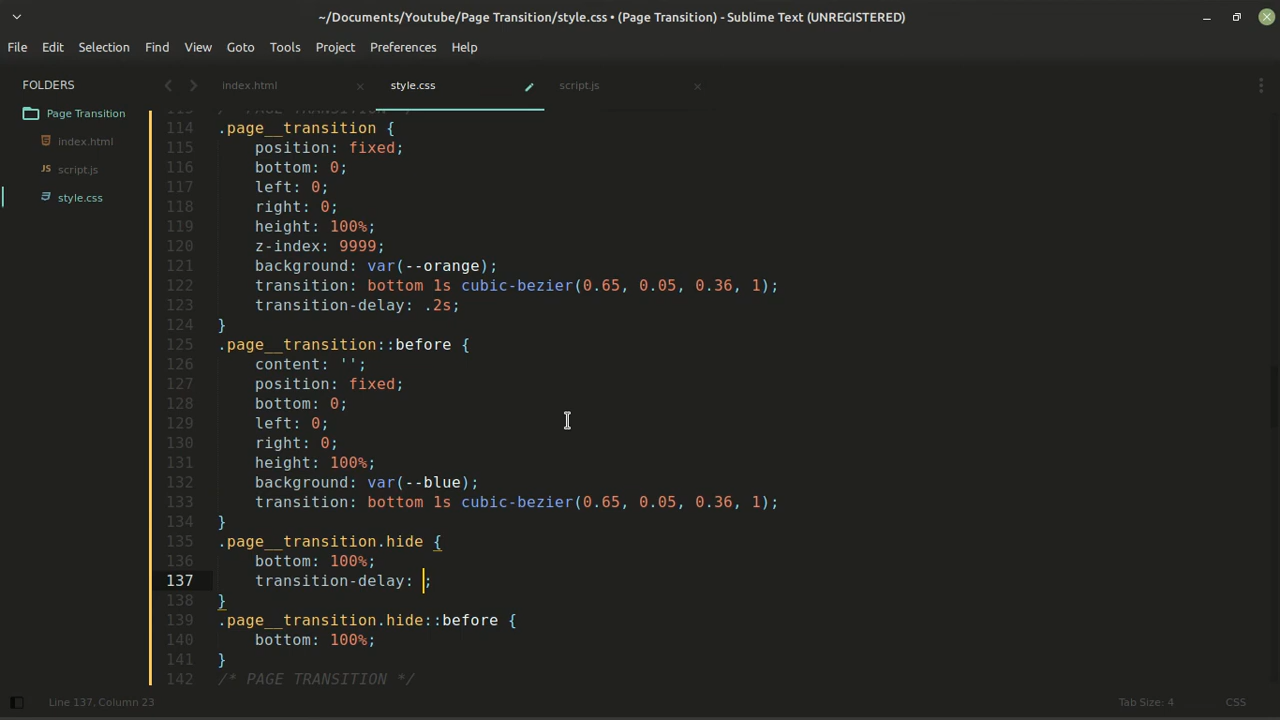 ~/Documents/Youtube/Page Transition/style.css • (Page Transition) - Sublime Text (UNREGISTERED)
File Edit Selection Find View Goto Tools Project Preferences Help
FOLDERS
Page Transition
index.html
JS script.js
style.css
index.html style.css script.js
113 /* PAGE TRANSITION */
114 .page__transition {
115 position: fixed;
116 bottom: 0;
117 left: 0;
118 right: 0;
119 height: 100%;
120 z-index: 9999;
121 background: var(--orange);
122 transition: bottom 1s cubic-bezier(0.65, 0.05, 0.36, 1);
123 transition-delay: .2s;
124 }
125 .page__transition::before {
126 content: '';
127 position: fixed;
128 bottom: 0;
129 left: 0;
130 right: 0;
131 height: 100%;
132 background: var(--blue);
133 transition: bottom 1s cubic-bezier(0.65, 0.05, 0.36, 1);
134 }
135 .page__transition.hide {
136 bottom: 100%;
137 transition-delay: ;
138 }
139 .page__transition.hide::before {
140 bottom: 100%;
141 }
142 /* PAGE TRANSITION */
Line 137, Column 23
Tab Size: 4
CSS